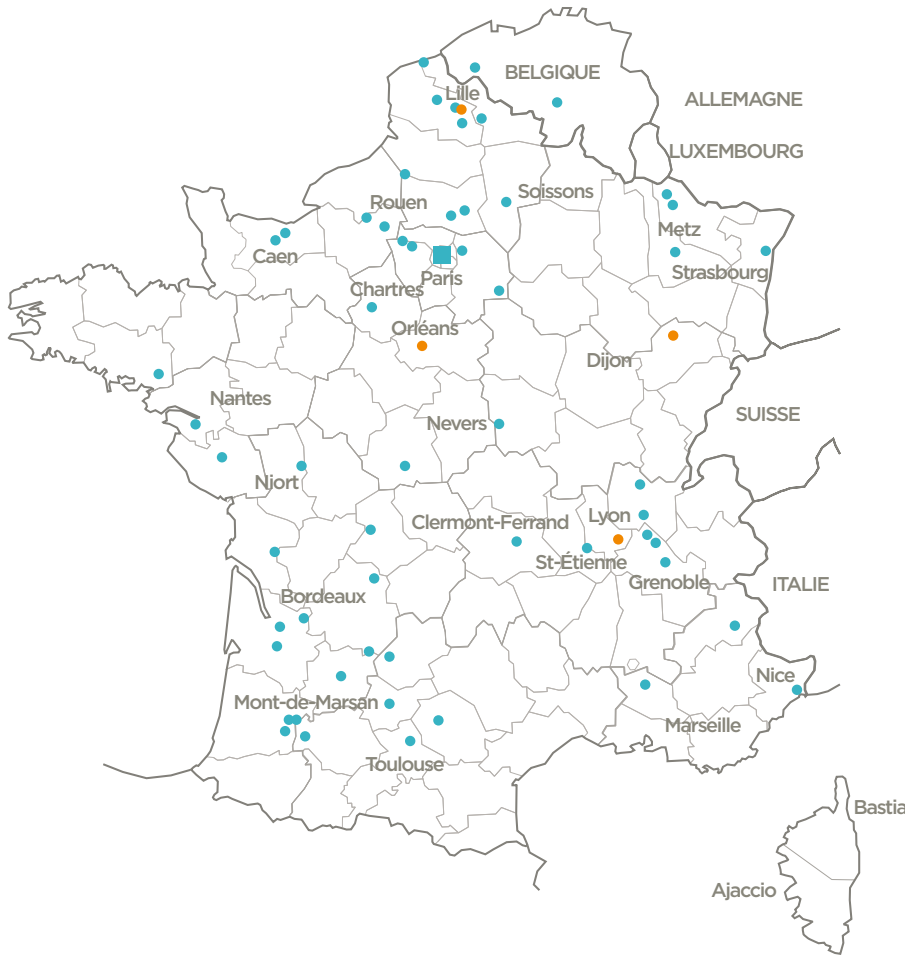 BELGIQUE
Lille
ALLEMAGNE
LUXEMBOURG
Soissons
Rouen
Metz
Caen
Strasbourg
Paris
Chartres
Orléans
Dijon
Nantes
SUISSE
Nevers
Niort
Clermont-Ferrand
Lyon
St-Étienne
Grenoble
ITALIE
Bordeaux
Nice
Mont-de-Marsan
Marseille
Toulouse
Bastia
Ajaccio